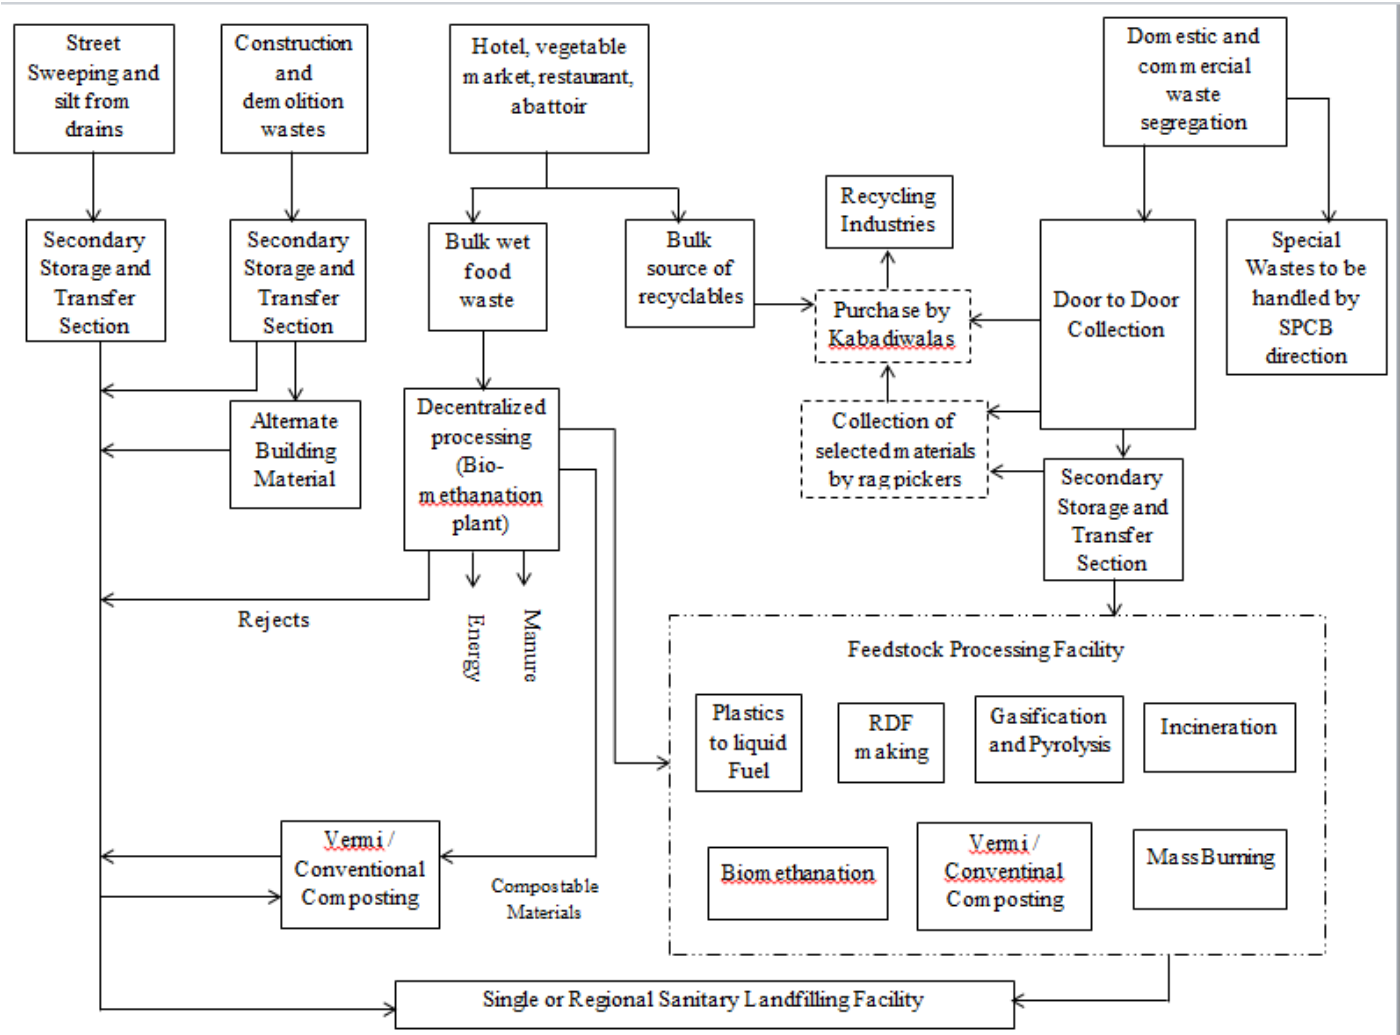 Street
Sweeping and
silt from
drains
Construction
and
demolition
wastes
Hotel, vegetable
market, restaurant,
abattoir
Domestic and
commercial
waste
segregation
Recycling
Industries
Secondary
Storage and
Transfer
Section
Secondary
Storage and
Transfer
Section
Bulk wet
food
waste
Bulk
source of
recyclables
Purchase by
Kabadiwalas
Door to Door
Collection
Special
Wastes to be
handled by
SPCB
direction
Alternate
Building
Material
Decentralized
processing
(Bio-
methanation
plant)
Collection of
selected materials
by rag pickers
Secondary
Storage and
Transfer
Section
Rejects
Energy
Manure
Feedstock Processing Facility
Plastics
to liquid
Fuel
RDF
making
Gasification
and Pyrolysis
Incineration
Vermi /
Conventional
Composting
Compostable
Materials
Biomethanation
Vermi /
Conventinal
Composting
Mass Burning
Single or Regional Sanitary Landfilling Facility